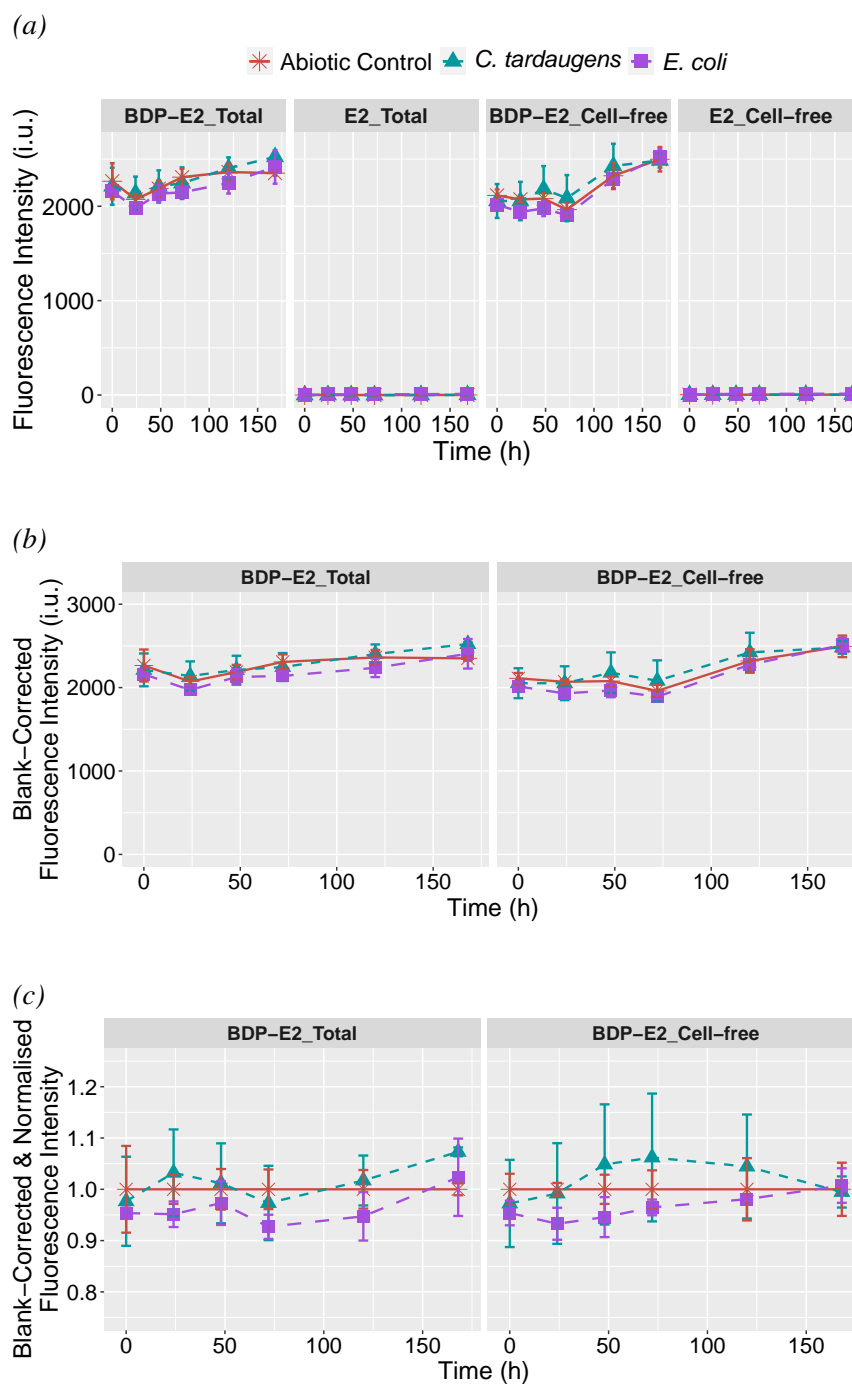 (a)
Abiotic Control C. tardaugens E. coli
BDP−E2_Total E2_Total BDP−E2_Cell−free E2_Cell−free
Fluorescence Intensity (i.u.)
2000
1000
0
0 50 100 150 0 50 100 150 0 50 100 150 0 50 100 150
Time (h)
(b)
BDP−E2_Total BDP−E2_Cell−free
Blank−Corrected
Fluorescence Intensity (i.u.)
3000
2000
1000
0
0 50 100 150 0 50 100 150
Time (h)
(c)
BDP−E2_Total BDP−E2_Cell−free
Blank−Corrected & Normalised
Fluorescence Intensity
1.2
1.1
1.0
0.9
0.8
0 50 100 150 0 50 100 150
Time (h)